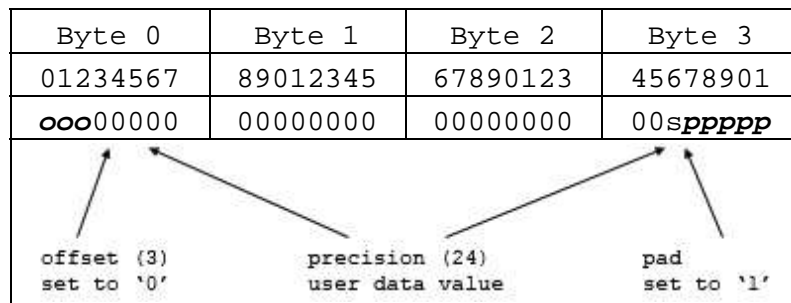 Byte 0 Byte 1 Byte 2 Byte 3
01234567 89012345 67890123 45678901
ooo00000 00000000 00000000 00sppppp
offset (3) precision (24) pad
set to ‘0’ user data value set to ‘1’